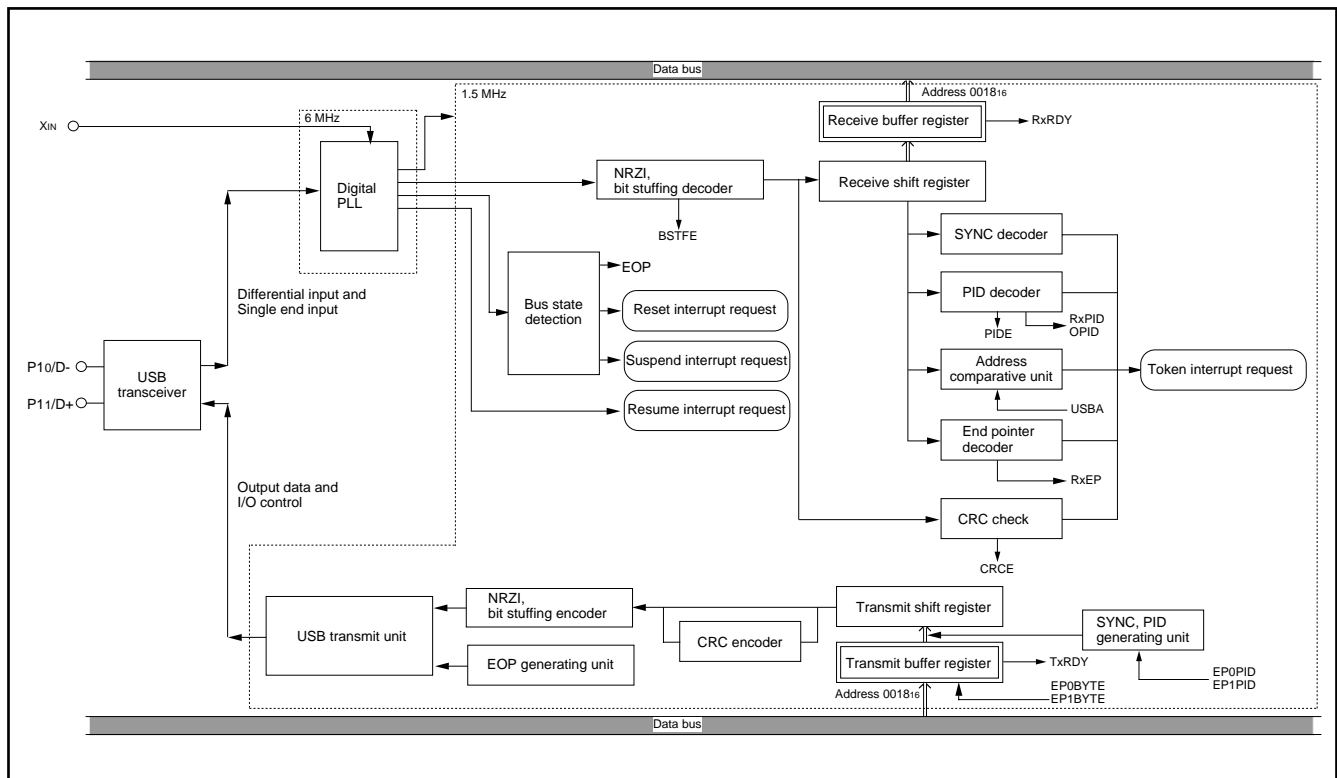 Data bus
1.5 MHz
Address 001816
6 MHz
XIN
Receive buffer register
RxRDY
Digital
PLL
NRZI,
bit stuffing decoder
Receive shift register
BSTFE
SYNC decoder
EOP
Bus state
detection
Reset interrupt request
PID decoder
RxPID
OPID
PIDE
Differential input and
Single end input
Suspend interrupt request
Address
comparative unit
Token interrupt request
P10/D-
P11/D+
USB
transceiver
Resume interrupt request
USBA
End pointer
decoder
RxEP
Output data and
I/O control
CRC check
CRCE
NRZI,
bit stuffing encoder
Transmit shift register
USB transmit unit
CRC encoder
SYNC, PID
generating unit
EOP generating unit
Transmit buffer register
TxRDY
EP0PID
EP1PID
Address 001816
EP0BYTE
EP1BYTE
Data bus